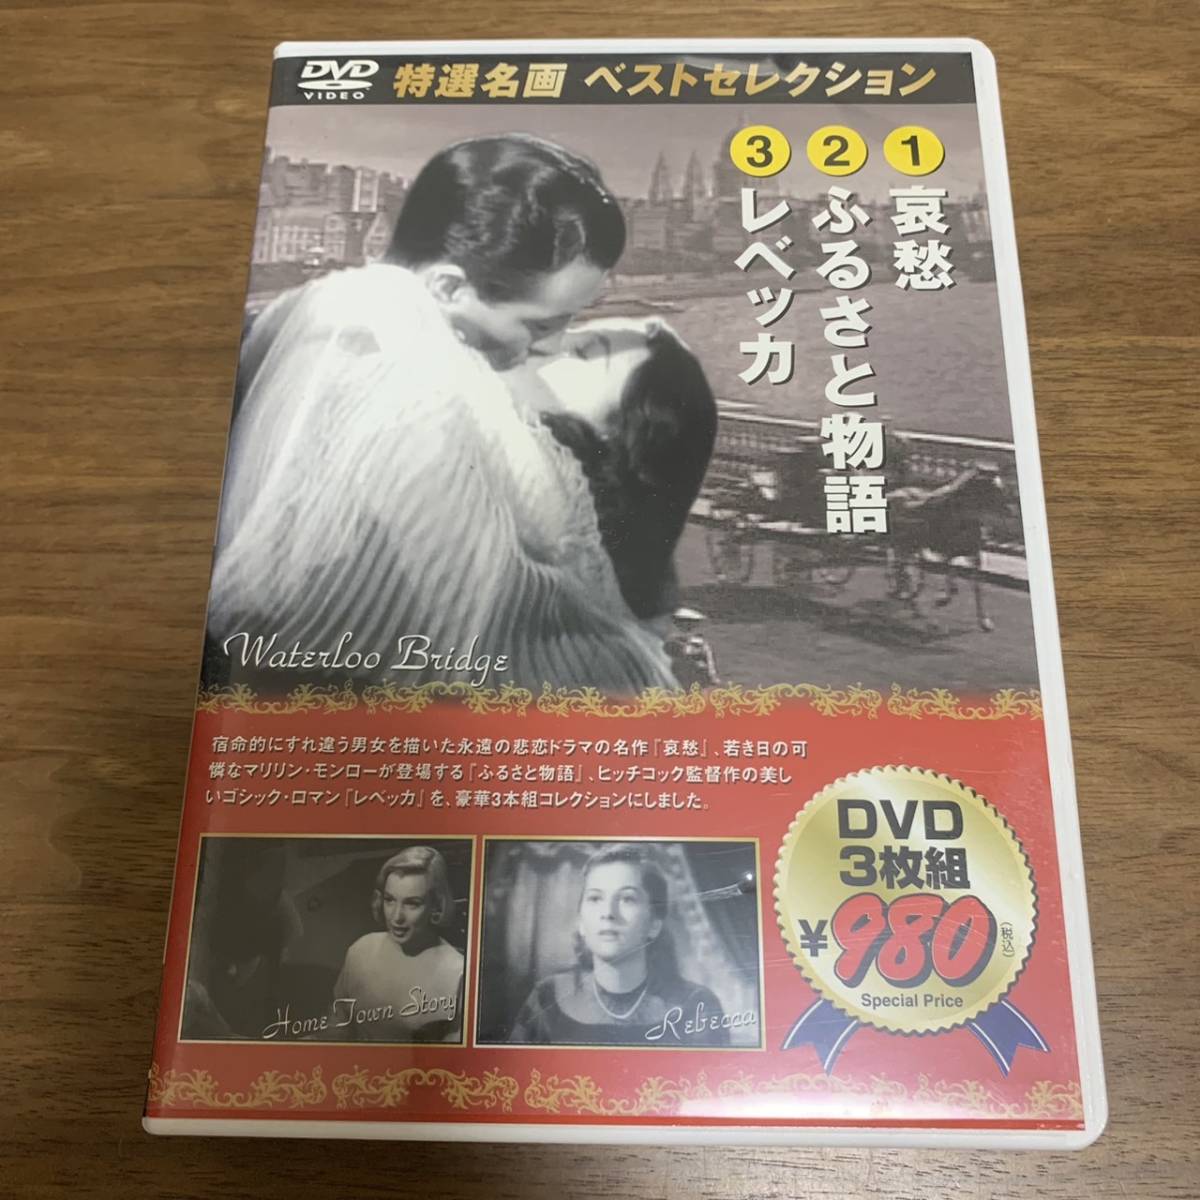 DVD
VIDEO
特選名画 ベストセレクション
1 哀愁
2 ふるさと物語
3 レベッカ
Waterloo Bridge
宿命的にすれ違う男女を描いた永遠の悲恋ドラマの名作『哀愁』、若き日の可
憐なマリリン・モンローが登場する『ふるさと物語』、ヒッチコック監督作の美し
いゴシック・ロマン『レベッカ』を、豪華3本組コレクションにしました。
Home Town Story
Rebecca
DVD
3枚組
¥980(税込)
Special Price